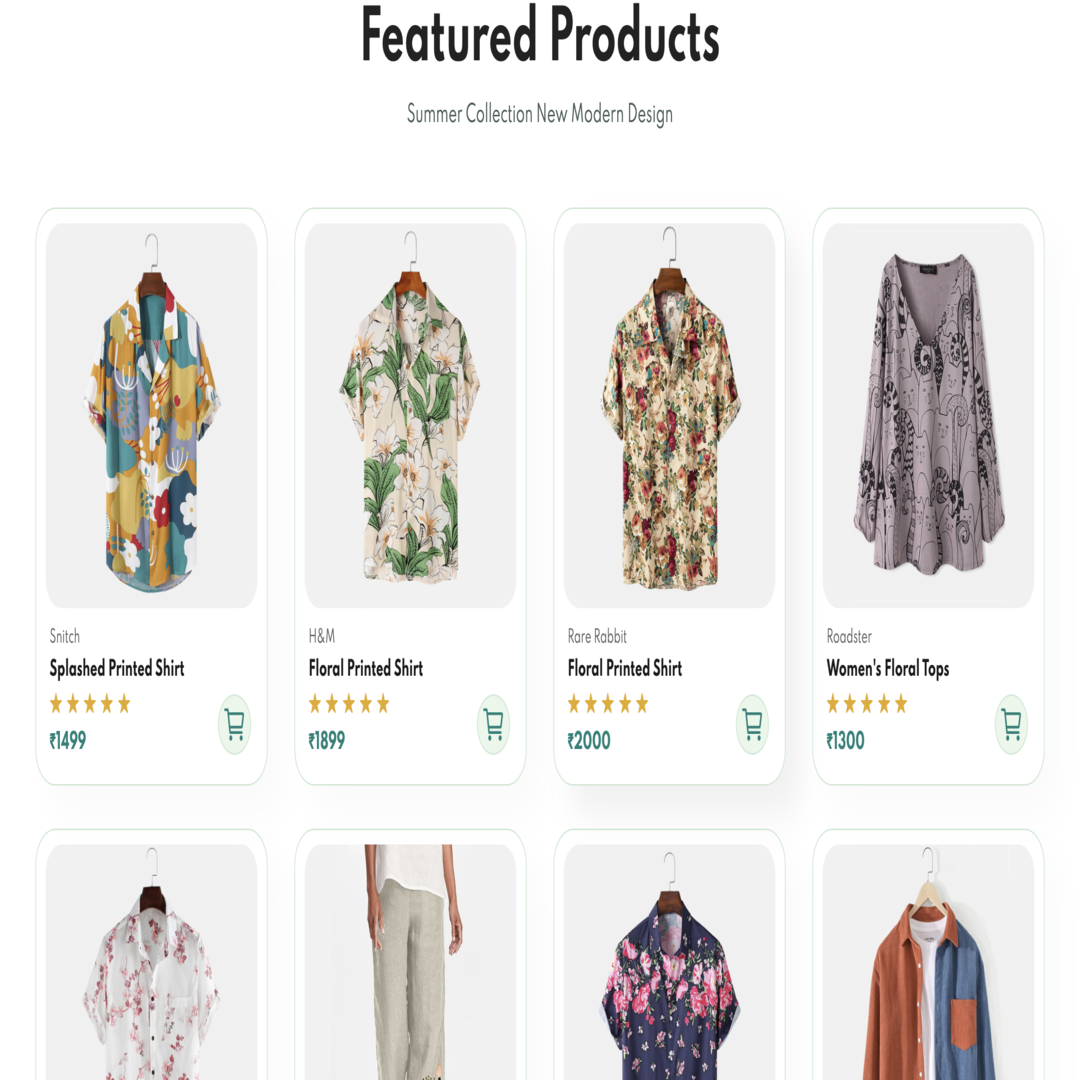 Featured Products
Summer Collection New Modern Design
Snitch
Splashed Printed Shirt
₹1499
H&M
Floral Printed Shirt
₹1899
Rare Rabbit
Floral Printed Shirt
₹2000
Roadster
Women's Floral Tops
₹1300